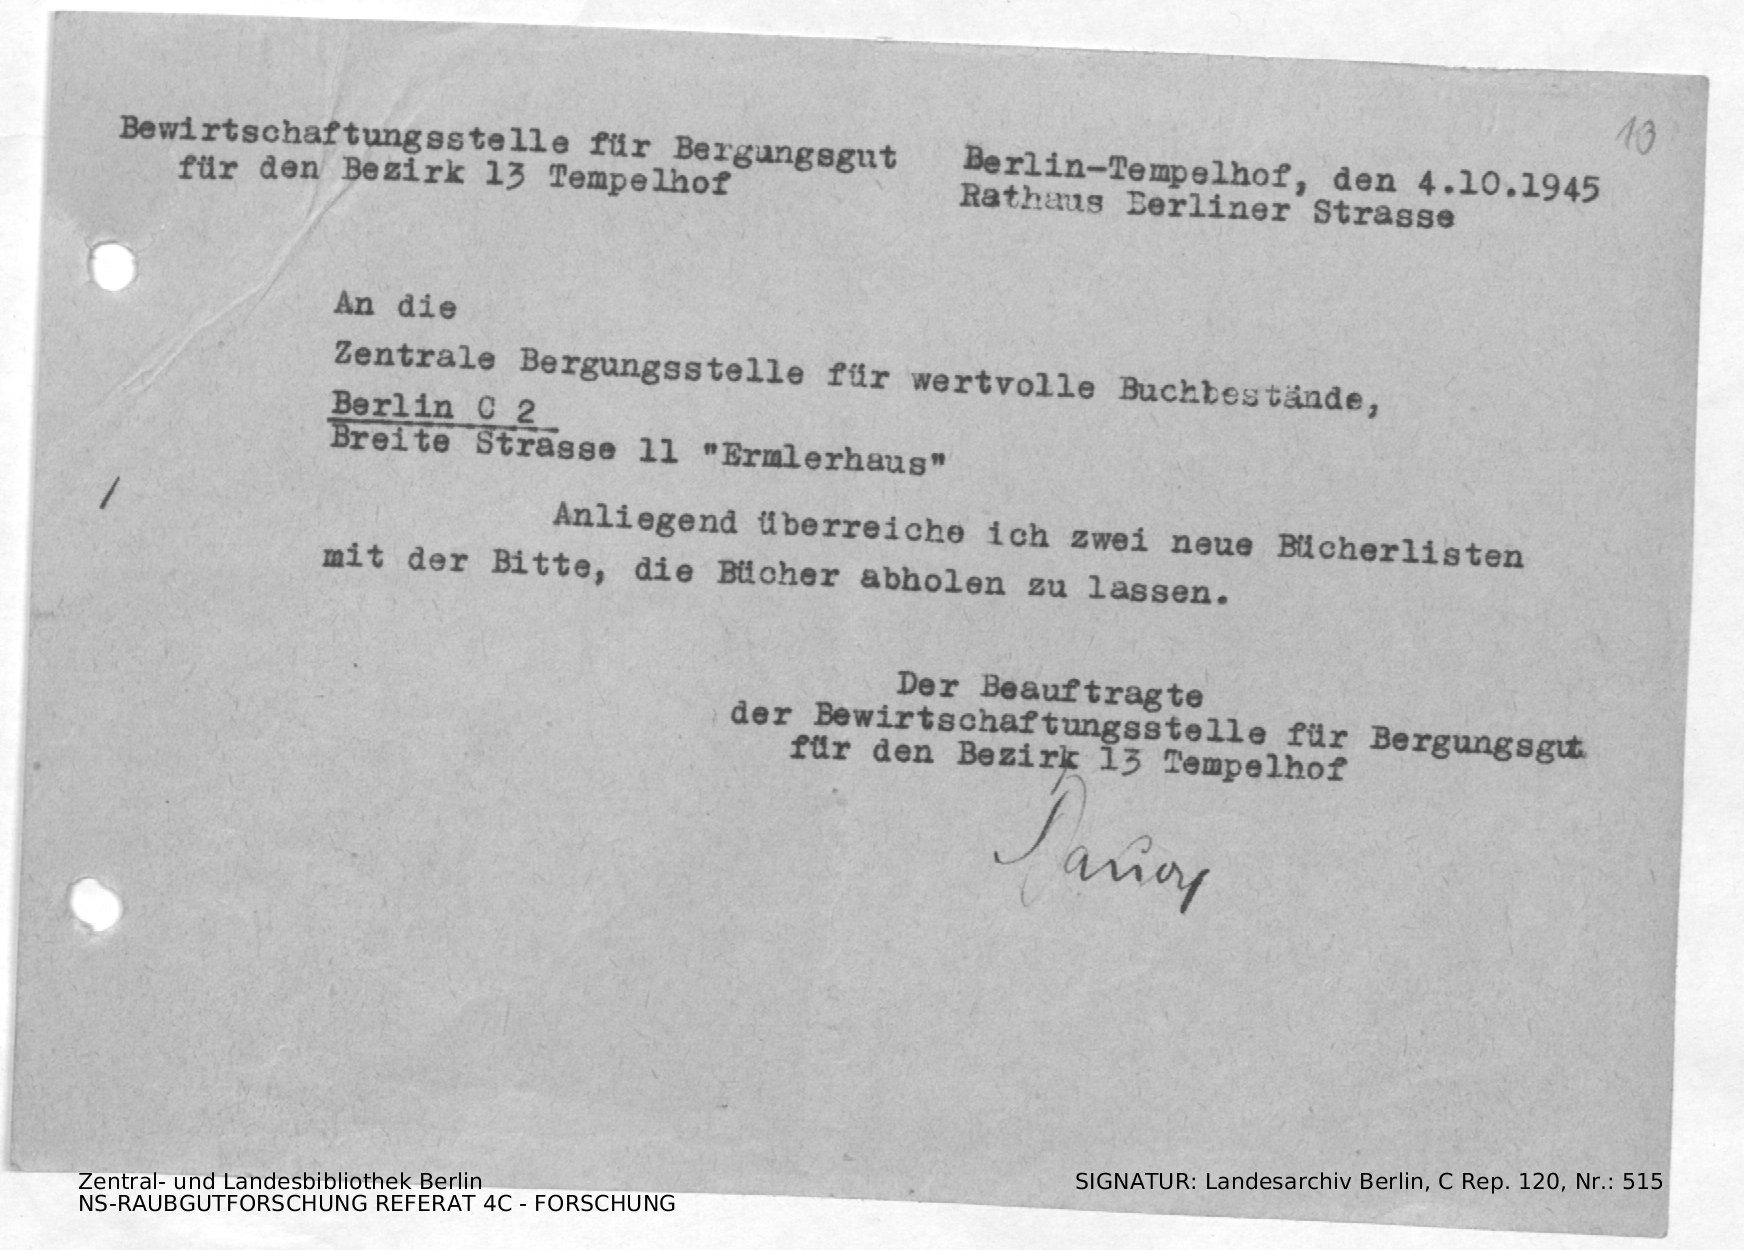 13
Bewirtschaftungsstelle für Bergungsgut
für den Bezirk 13 Tempelhof
Berlin-Tempelhof, den 4.10.1945
Rathaus Berliner Strasse
An die
Zentrale Bergungsstelle für wertvolle Buchbestände,
Berlin C 2
Breite Strasse 11 "Ermlerhaus"
Anliegend überreiche ich zwei neue Bücherlisten
mit der Bitte, die Bücher abholen zu lassen.
Der Beauftragte
der Bewirtschaftungsstelle für Bergungsgut
für den Bezirk 13 Tempelhof
Zentral- und Landesbibliothek Berlin
NS-RAUBGUTFORSCHUNG REFERAT 4C - FORSCHUNG
SIGNATUR: Landesarchiv Berlin, C Rep. 120, Nr.: 515